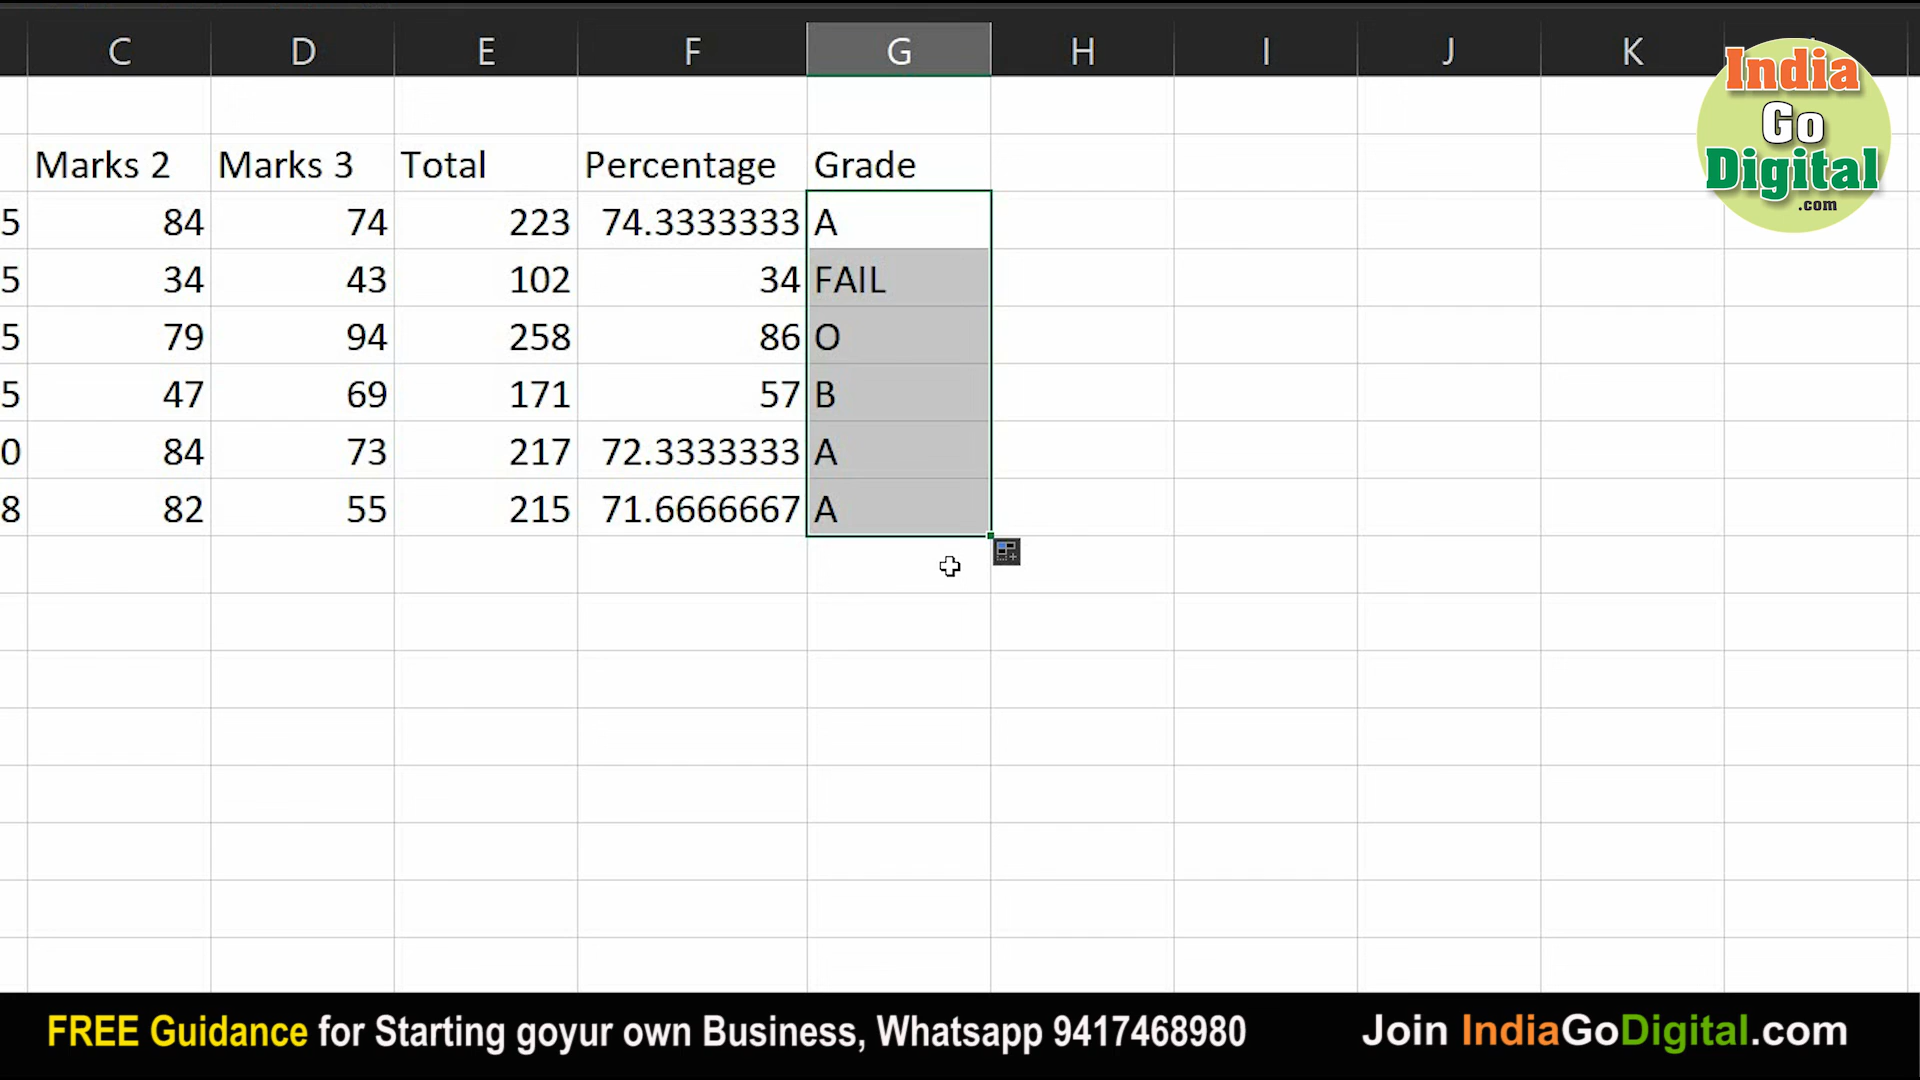 C D E F G H I J K
India
Go
Digital
.com
Marks 2 Marks 3 Total Percentage Grade
5 84 74 223 74.3333333 A
5 34 43 102 34 FAIL
5 79 94 258 86 O
5 47 69 171 57 B
0 84 73 217 72.3333333 A
8 82 55 215 71.6666667 A
FREE Guidance for Starting goyur own Business, Whatsapp 9417468980 Join IndiaGoDigital.com